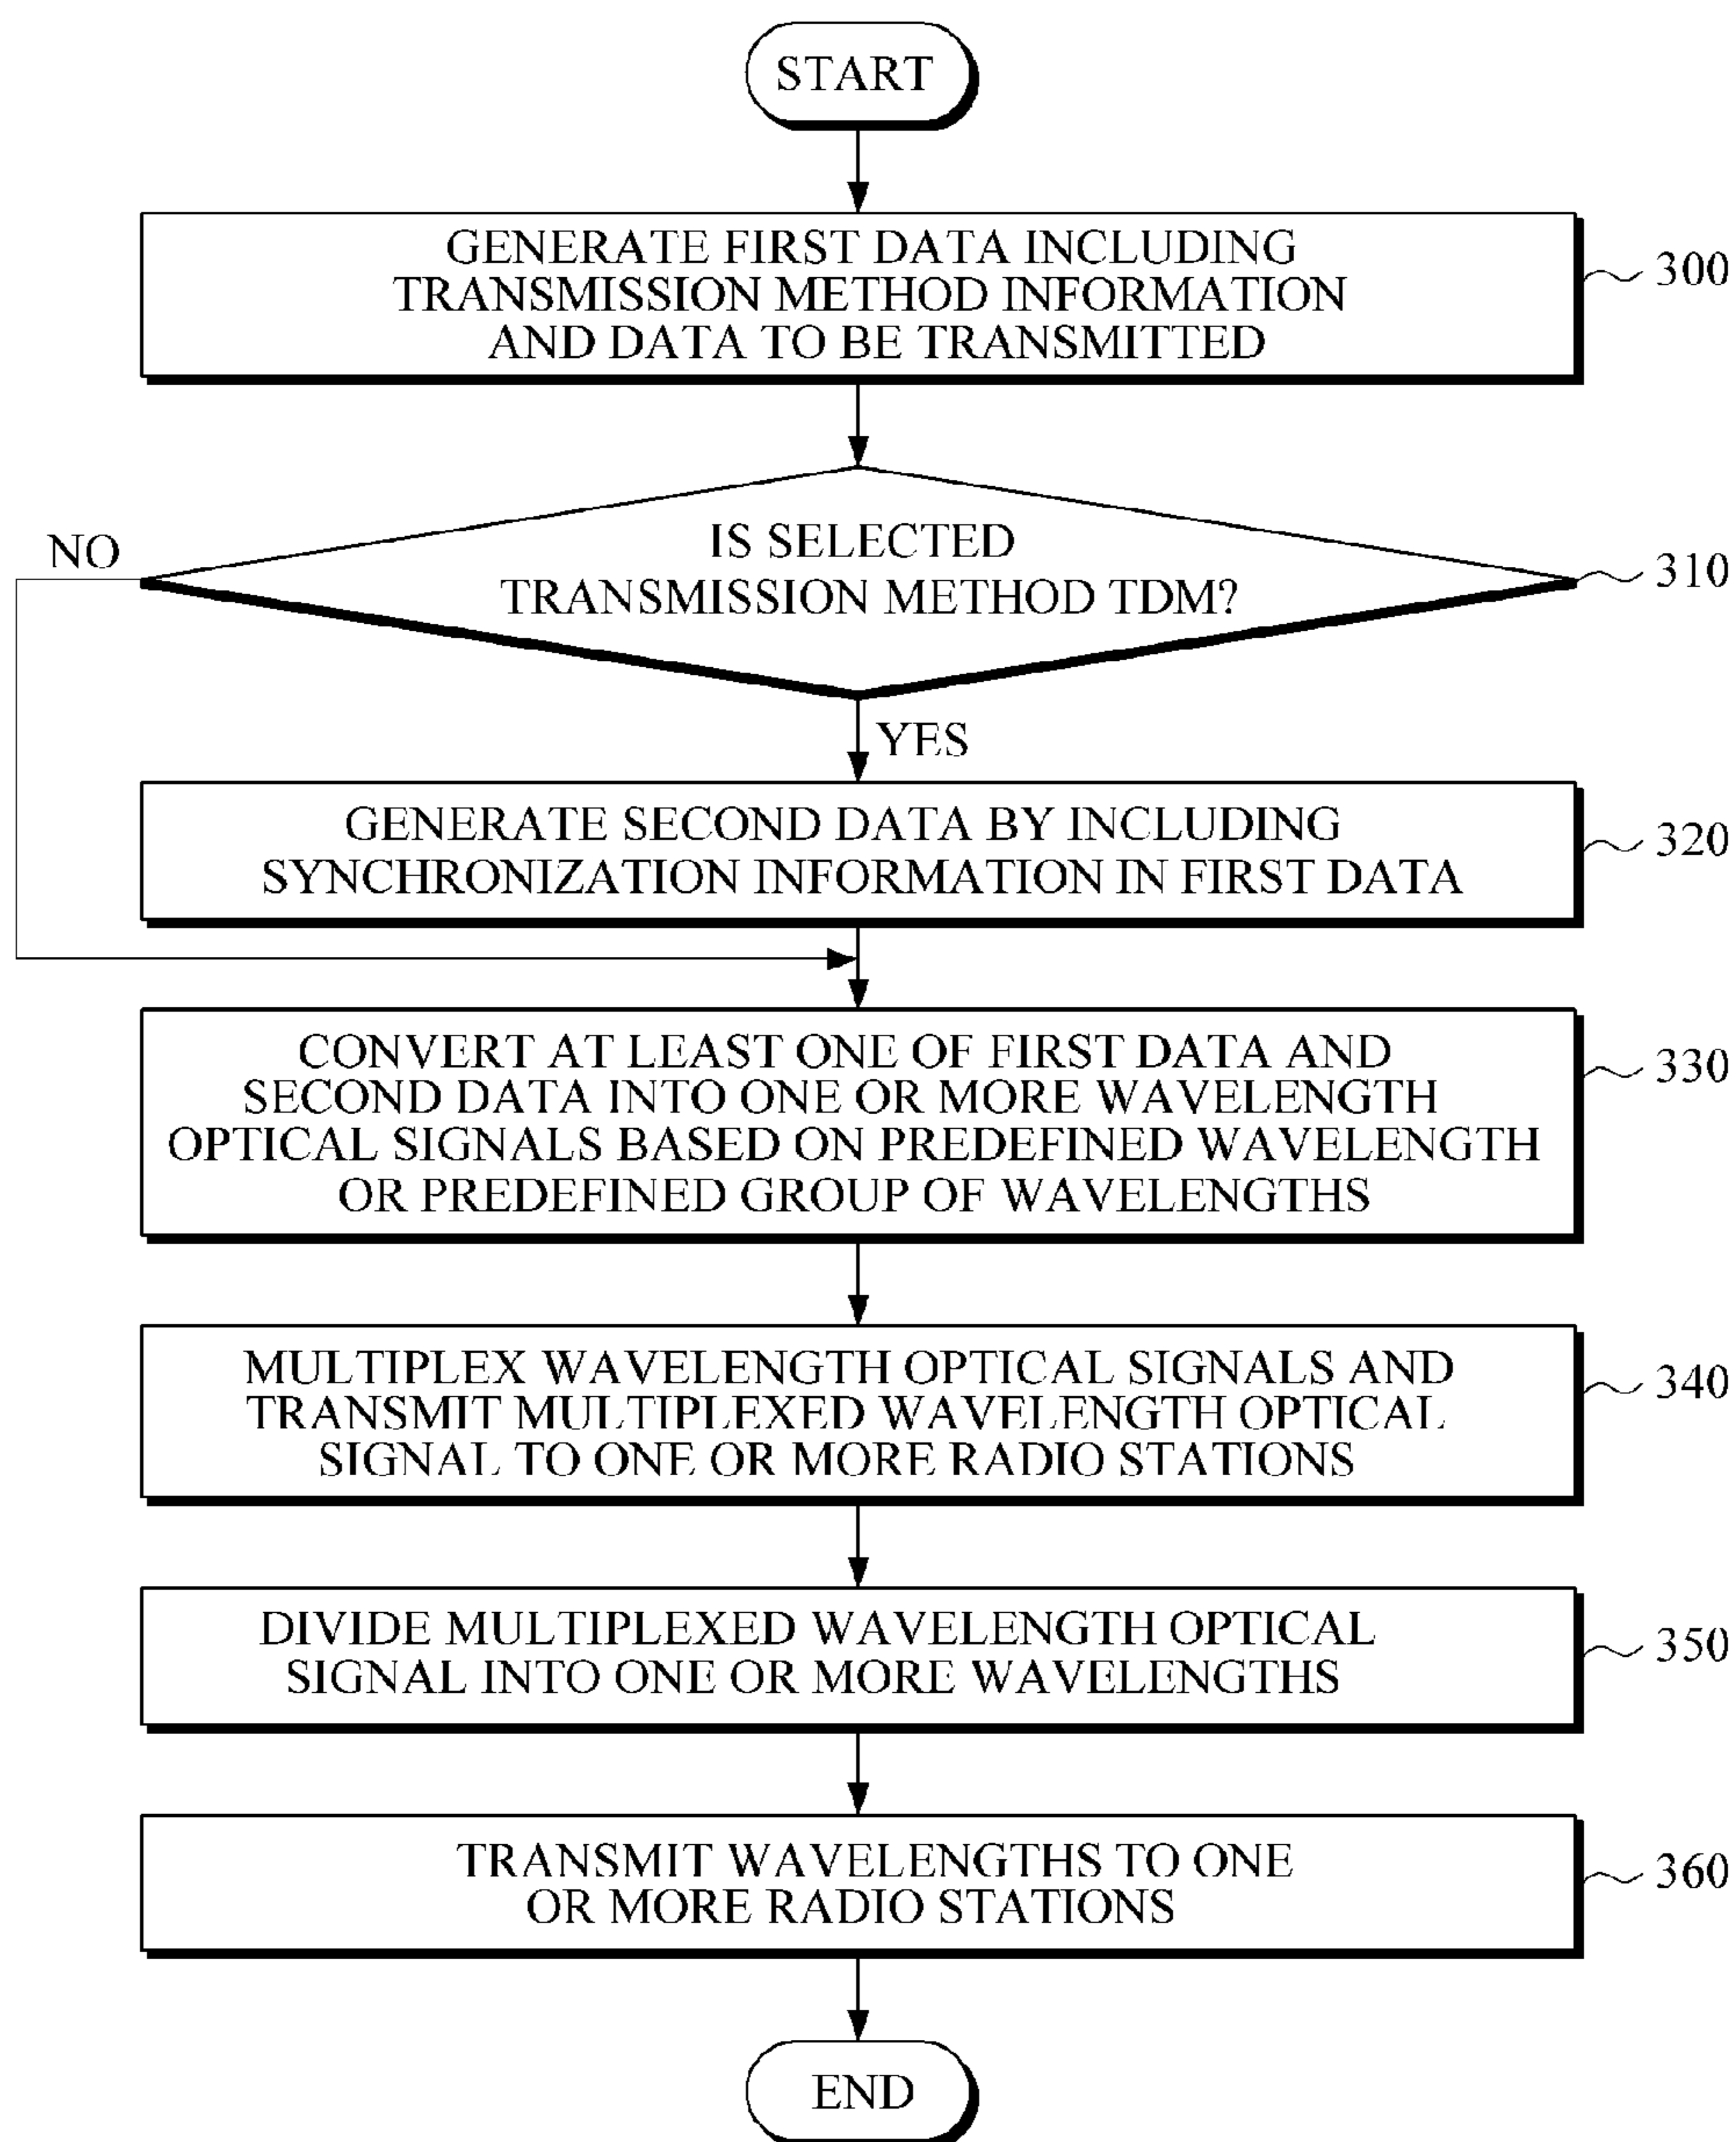 START
GENERATE FIRST DATA INCLUDING
TRANSMISSION METHOD INFORMATION
AND DATA TO BE TRANSMITTED
300
NO
IS SELECTED
TRANSMISSION METHOD TDM?
310
YES
GENERATE SECOND DATA BY INCLUDING
SYNCHRONIZATION INFORMATION IN FIRST DATA
320
CONVERT AT LEAST ONE OF FIRST DATA AND
SECOND DATA INTO ONE OR MORE WAVELENGTH
OPTICAL SIGNALS BASED ON PREDEFINED WAVELENGTH
OR PREDEFINED GROUP OF WAVELENGTHS
330
MULTIPLEX WAVELENGTH OPTICAL SIGNALS AND
TRANSMIT MULTIPLEXED WAVELENGTH OPTICAL
SIGNAL TO ONE OR MORE RADIO STATIONS
340
DIVIDE MULTIPLEXED WAVELENGTH OPTICAL
SIGNAL INTO ONE OR MORE WAVELENGTHS
350
TRANSMIT WAVELENGTHS TO ONE
OR MORE RADIO STATIONS
360
END